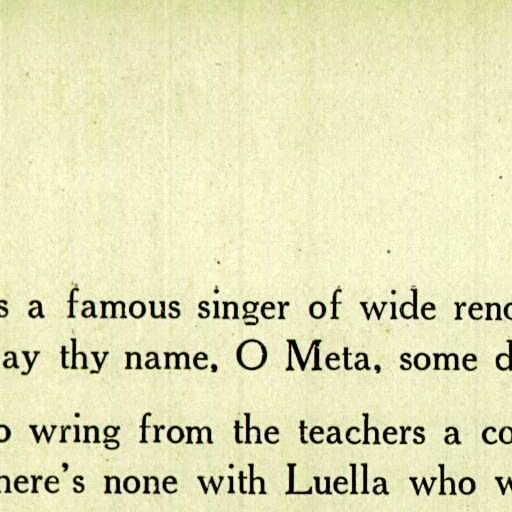 s a famous singer of wide reno
ay thy name, O Meta, some d
o wring from the teachers a co
here's none with Luella who w